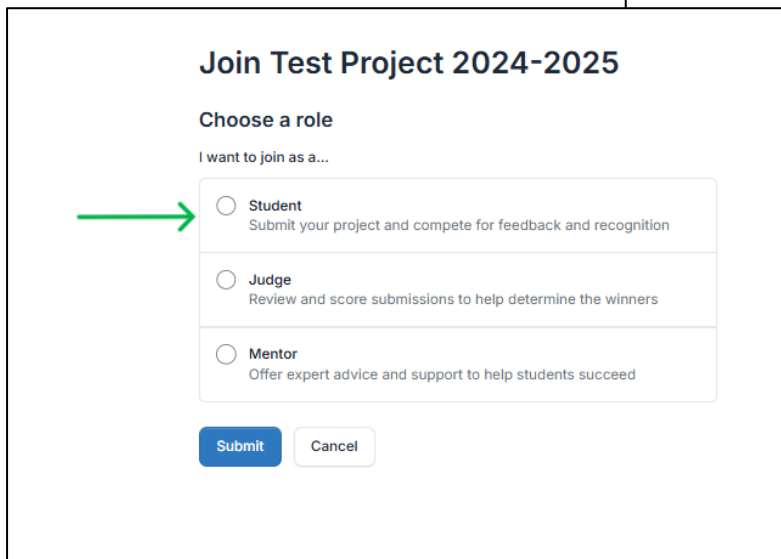 Join Test Project 2024-2025
Choose a role
I want to join as a...
Student
Submit your project and compete for feedback and recognition
Judge
Review and score submissions to help determine the winners
Mentor
Offer expert advice and support to help students succeed
Submit Cancel